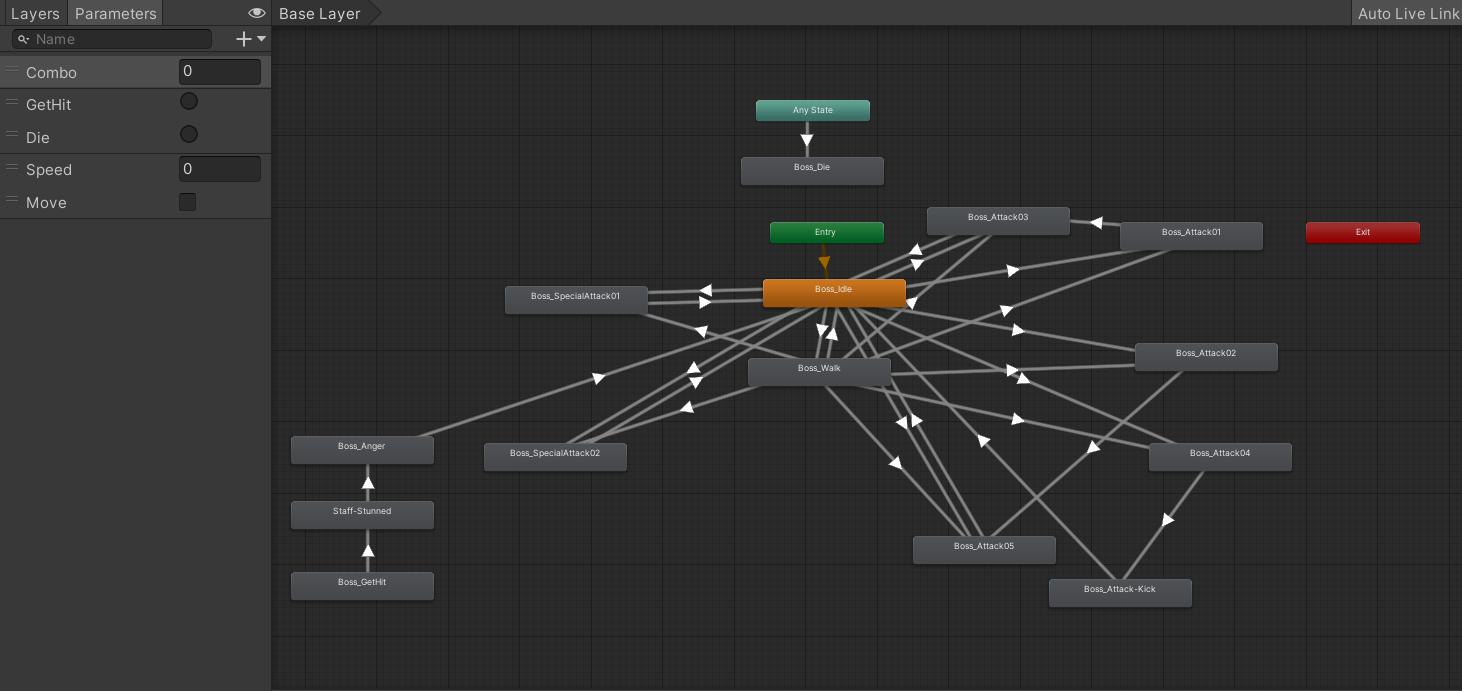 Layers
Parameters
Base Layer
Auto Live Link
Name
Combo
0
GetHit
Die
Speed
0
Move
Any State
Boss_Die
Boss_Attack03
Entry
Boss_Attack01
Exit
Boss_Idle
Boss_SpecialAttack01
Boss_Attack02
Boss_Walk
Boss_Anger
Boss_SpecialAttack02
Boss_Attack04
Staff-Stunned
Boss_Attack05
Boss_GetHit
Boss_Attack-Kick